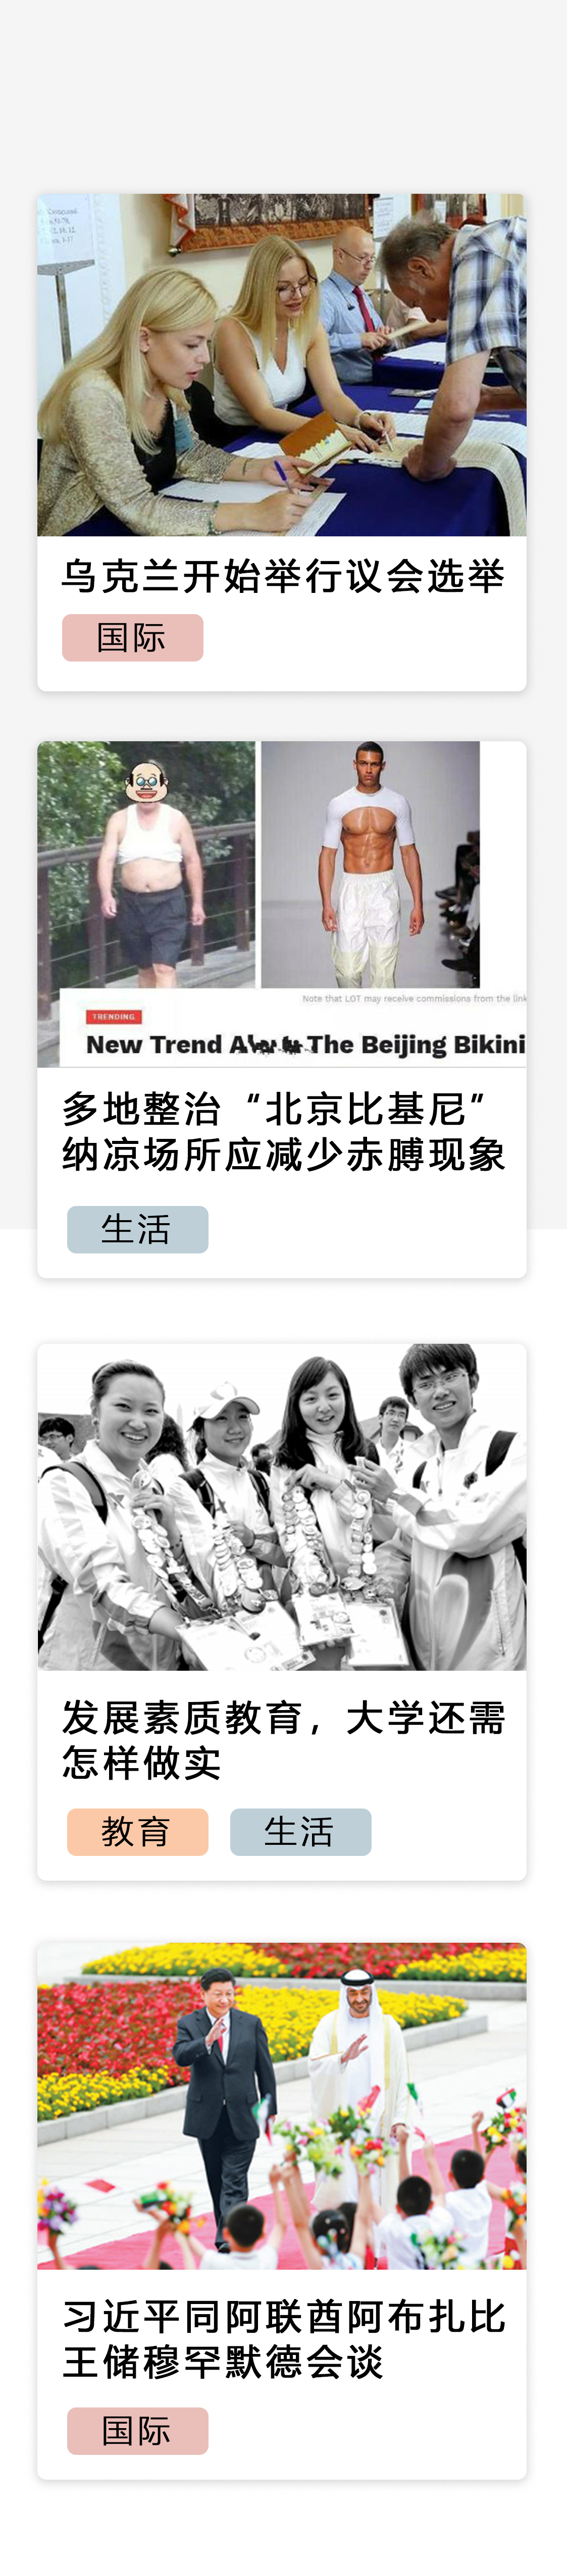 乌克兰开始举行议会选举
国际
Note that LOT may receive commissions from the link
TRENDING
New Trend
The Beijing Bikini
多地整治“北京比基尼”
纳凉场所应减少赤膊现象
生活
发展素质教育，大学还需
怎样做实
教育 生活
习近平同阿联酋阿布扎比
王储穆罕默德会谈
国际